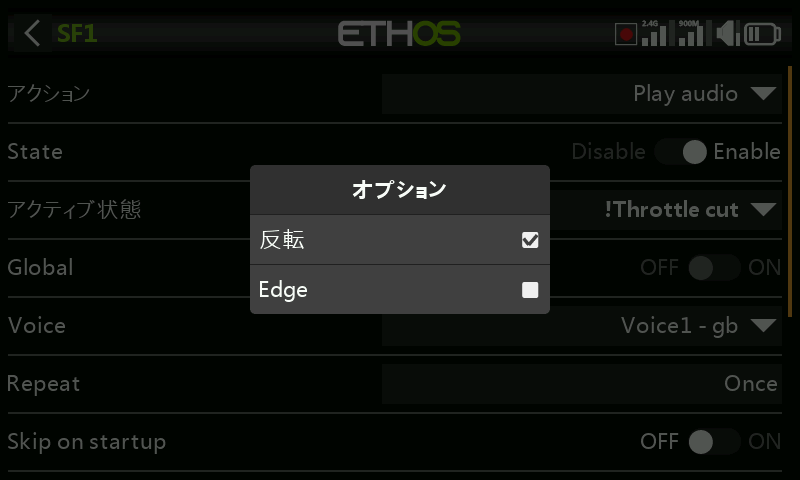 SF1
ETHOS
2.4G
900M
アクション
Play audio
State
Disable
Enable
オプション
アクティブ状態
!Throttle cut
反転
Global
OFF
ON
Edge
Voice
Voice1 - gb
Repeat
Once
Skip on startup
OFF
ON